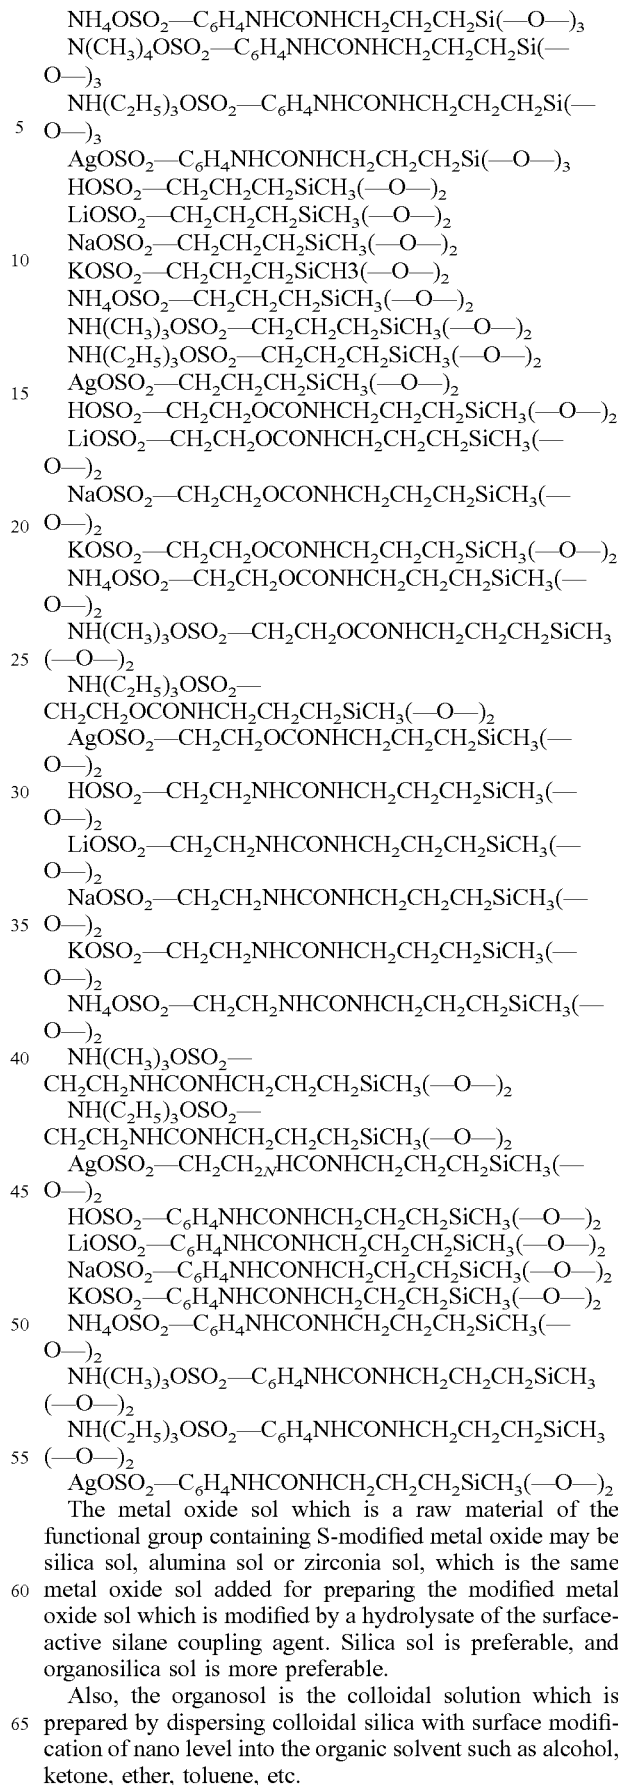 NH₄OSO₂—C₆H₄NHCONHCH₂CH₂CH₂Si(—O—)₃
N(CH₃)₄OSO₂—C₆H₄NHCONHCH₂CH₂CH₂Si(—
O—)₃
NH(C₂H₅)₃OSO₂—C₆H₄NHCONHCH₂CH₂CH₂Si(—
5 O—)₃
AgOSO₂—C₆H₄NHCONHCH₂CH₂CH₂Si(—O—)₃
HOSO₂—CH₂CH₂CH₂SiCH₃(—O—)₂
LiOSO₂—CH₂CH₂CH₂SiCH₃(—O—)₂
NaOSO₂—CH₂CH₂CH₂SiCH₃(—O—)₂
10 KOSO₂—CH₂CH₂CH₂SiCH3(—O—)₂
NH₄OSO₂—CH₂CH₂CH₂SiCH₃(—O—)₂
NH(CH₃)₃OSO₂—CH₂CH₂CH₂SiCH₃(—O—)₂
NH(C₂H₅)₃OSO₂—CH₂CH₂CH₂SiCH₃(—O—)₂
AgOSO₂—CH₂CH₂CH₂SiCH₃(—O—)₂
15 HOSO₂—CH₂CH₂OCONHCH₂CH₂CH₂SiCH₃(—O—)₂
LiOSO₂—CH₂CH₂OCONHCH₂CH₂CH₂SiCH₃(—
O—)₂
NaOSO₂—CH₂CH₂OCONHCH₂CH₂CH₂SiCH₃(—
20 O—)₂
KOSO₂—CH₂CH₂OCONHCH₂CH₂CH₂SiCH₃(—O—)₂
NH₄OSO₂—CH₂CH₂OCONHCH₂CH₂CH₂SiCH₃(—
O—)₂
NH(CH₃)₃OSO₂—CH₂CH₂OCONHCH₂CH₂CH₂SiCH₃
25 (—O—)₂
NH(C₂H₅)₃OSO₂—
CH₂CH₂OCONHCH₂CH₂CH₂SiCH₃(—O—)₂
AgOSO₂—CH₂CH₂OCONHCH₂CH₂CH₂SiCH₃(—
O—)₂
30 HOSO₂—CH₂CH₂NHCONHCH₂CH₂CH₂SiCH₃(—
O—)₂
LiOSO₂—CH₂CH₂NHCONHCH₂CH₂CH₂SiCH₃(—
O—)₂
NaOSO₂—CH₂CH₂NHCONHCH₂CH₂CH₂SiCH₃(—
35 O—)₂
KOSO₂—CH₂CH₂NHCONHCH₂CH₂CH₂SiCH₃(—
O—)₂
NH₄OSO₂—CH₂CH₂NHCONHCH₂CH₂CH₂SiCH₃(—
O—)₂
40 NH(CH₃)₃OSO₂—
CH₂CH₂NHCONHCH₂CH₂CH₂SiCH₃(—O—)₂
NH(C₂H₅)₃OSO₂—
CH₂CH₂NHCONHCH₂CH₂CH₂SiCH₃(—O—)₂
AgOSO₂—CH₂CH₂NHCONHCH₂CH₂CH₂SiCH₃(—
45 O—)₂
HOSO₂—C₆H₄NHCONHCH₂CH₂CH₂SiCH₃(—O—)₂
LiOSO₂—C₆H₄NHCONHCH₂CH₂CH₂SiCH₃(—O—)₂
NaOSO₂—C₆H₄NHCONHCH₂CH₂CH₂SiCH₃(—O—)₂
KOSO₂—C₆H₄NHCONHCH₂CH₂CH₂SiCH₃(—O—)₂
50 NH₄OSO₂—C₆H₄NHCONHCH₂CH₂CH₂SiCH₃(—
O—)₂
NH(CH₃)₃OSO₂—C₆H₄NHCONHCH₂CH₂CH₂SiCH₃
(—O—)₂
NH(C₂H₅)₃OSO₂—C₆H₄NHCONHCH₂CH₂CH₂SiCH₃
55 (—O—)₂
AgOSO₂—C₆H₄NHCONHCH₂CH₂CH₂SiCH₃(—O—)₂
The metal oxide sol which is a raw material of the
functional group containing S-modified metal oxide may be
silica sol, alumina sol or zirconia sol, which is the same
60 metal oxide sol added for preparing the modified metal
oxide sol which is modified by a hydrolysate of the surface-
active silane coupling agent. Silica sol is preferable, and
organosilica sol is more preferable.
Also, the organosol is the colloidal solution which is
65 prepared by dispersing colloidal silica with surface modifi-
cation of nano level into the organic solvent such as alcohol,
ketone, ether, toluene, etc.